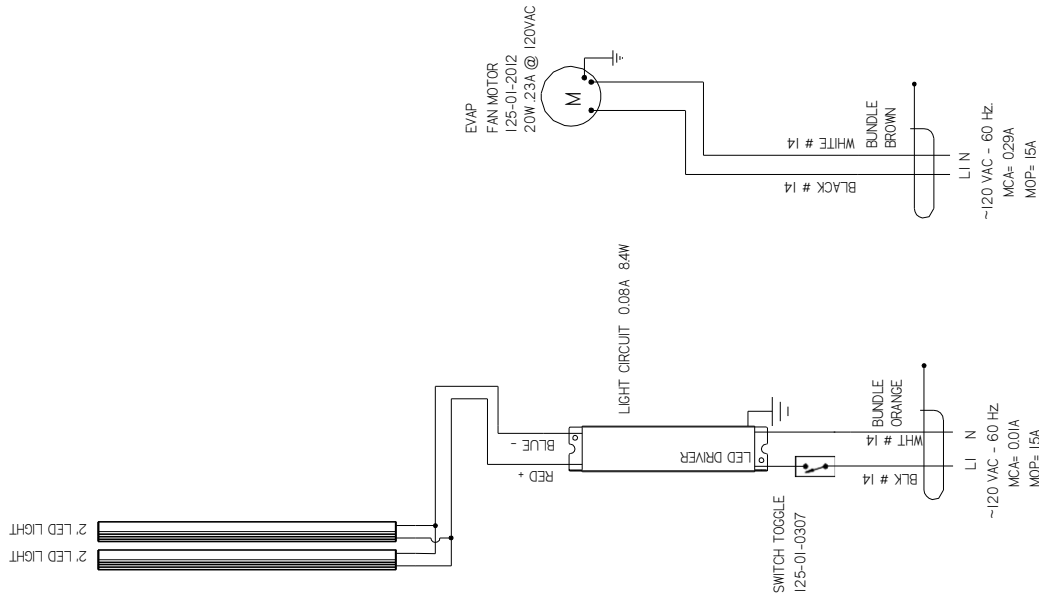 EVAP
FAN MOTOR
125-01-2012
20W .23A @ 120VAC
M
WHITE # 14
BLACK # 14
BUNDLE
BROWN
L1 N
~120 VAC - 60 Hz.
MCA= 0.29A
MOP= 15A
LIGHT CIRCUIT 0.08A 8.4W
2' LED LIGHT
2' LED LIGHT
BLUE -
RED +
LED DRIVER
SWITCH TOGGLE
125-01-0307
WHT # 14
BLK # 14
BUNDLE
ORANGE
L1 N
~120 VAC - 60 Hz.
MCA= 0.01A
MOP= 15A